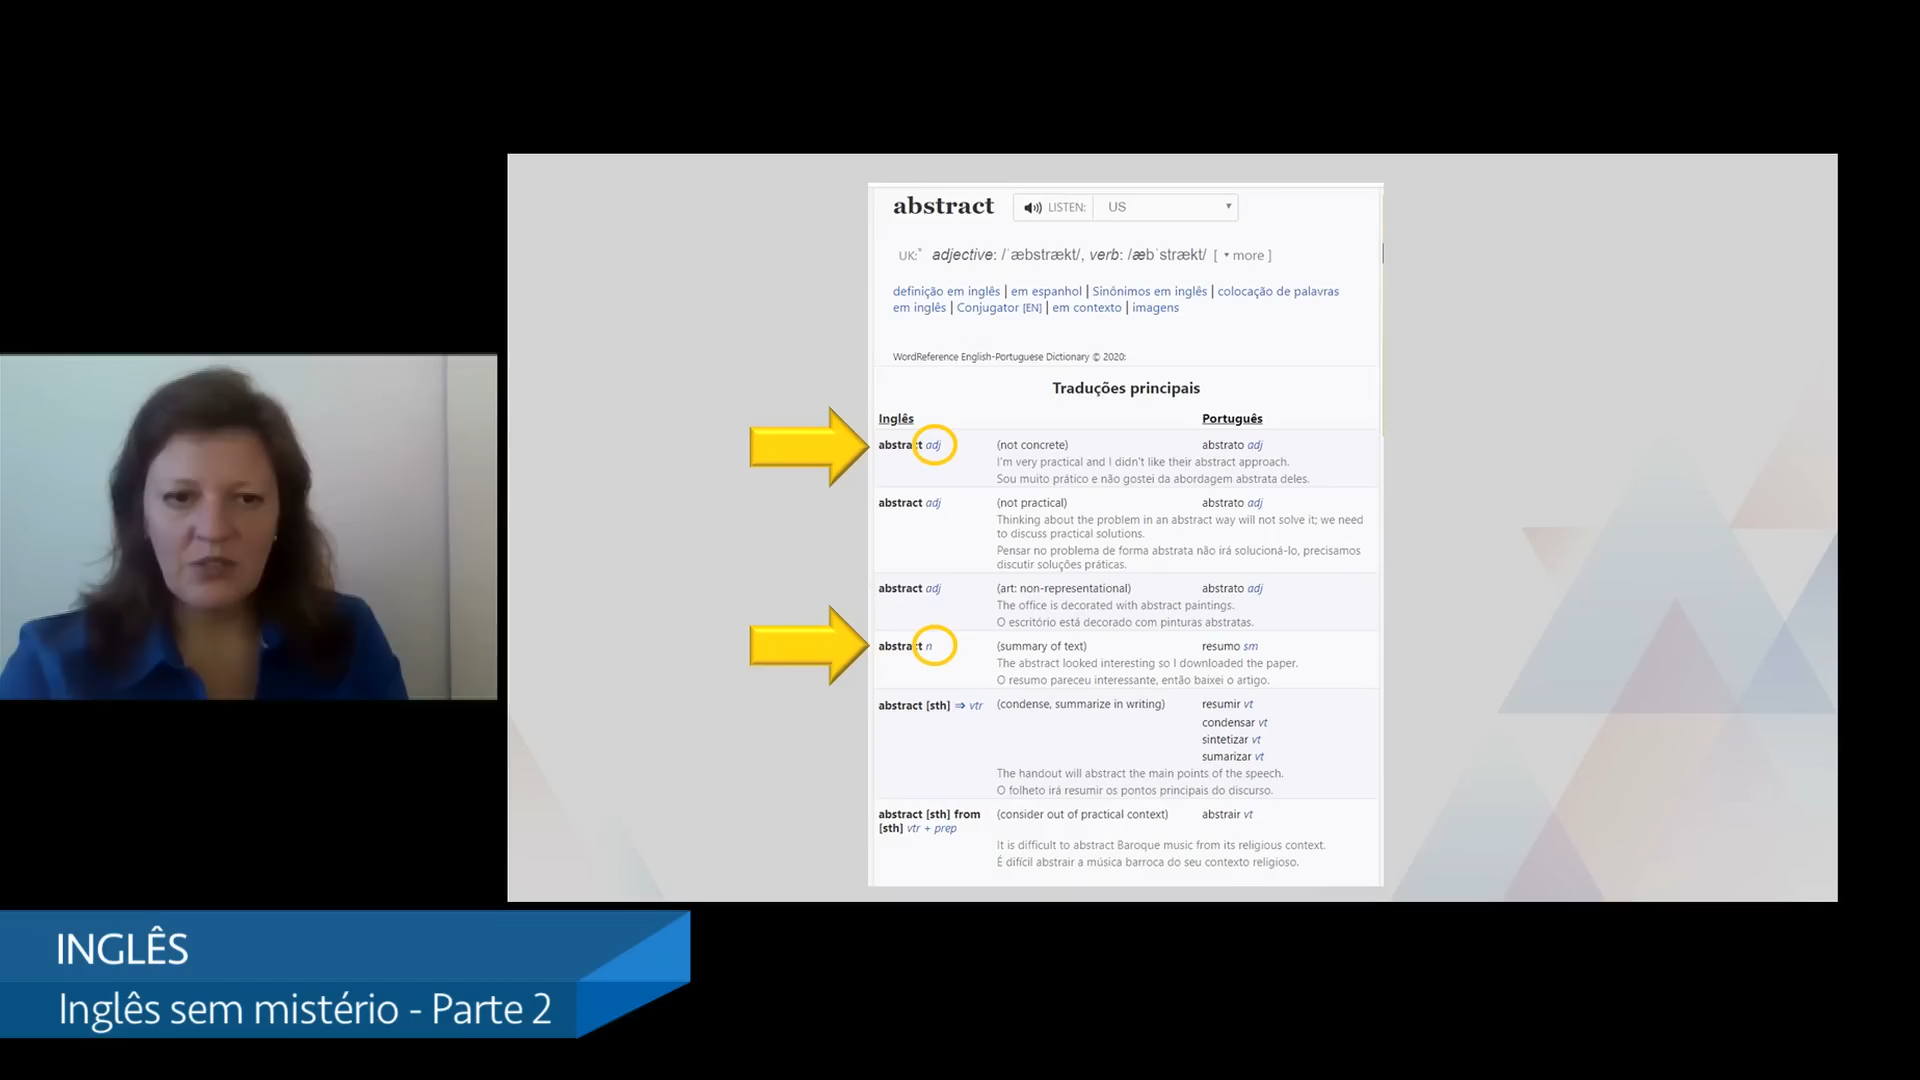 abstract LISTEN: US
UK:* adjective: /ˈæbstrækt/, verb: /æbˈstrækt/ [ ▾ more ]
definição em inglês | em espanhol | Sinônimos em inglês | colocação de palavras
em inglês | Conjugator [EN] | em contexto | imagens
WordReference English-Portuguese Dictionary © 2020:
Traduções principais
Inglês Português
abstract adj (not concrete) abstrato adj
I'm very practical and I didn't like their abstract approach.
Sou muito prático e não gostei da abordagem abstrata deles.
abstract adj (not practical) abstrato adj
Thinking about the problem in an abstract way will not solve it; we need
to discuss practical solutions.
Pensar no problema de forma abstrata não irá solucioná-lo, precisamos
discutir soluções práticas.
abstract adj (art: non-representational) abstrato adj
The office is decorated with abstract paintings.
O escritório está decorado com pinturas abstratas.
abstract n (summary of text) resumo sm
The abstract looked interesting so I downloaded the paper.
O resumo pareceu interessante, então baixei o artigo.
abstract [sth] ⇒ vtr (condense, summarize in writing) resumir vt
condensar vt
sintetizar vt
sumarizar vt
The handout will abstract the main points of the speech.
O folheto irá resumir os pontos principais do discurso.
abstract [sth] from (consider out of practical context) abstrair vt
[sth] vtr + prep
It is difficult to abstract Baroque music from its religious context.
É difícil abstrair a música barroca do seu contexto religioso.
INGLÊS
Inglês sem mistério - Parte 2